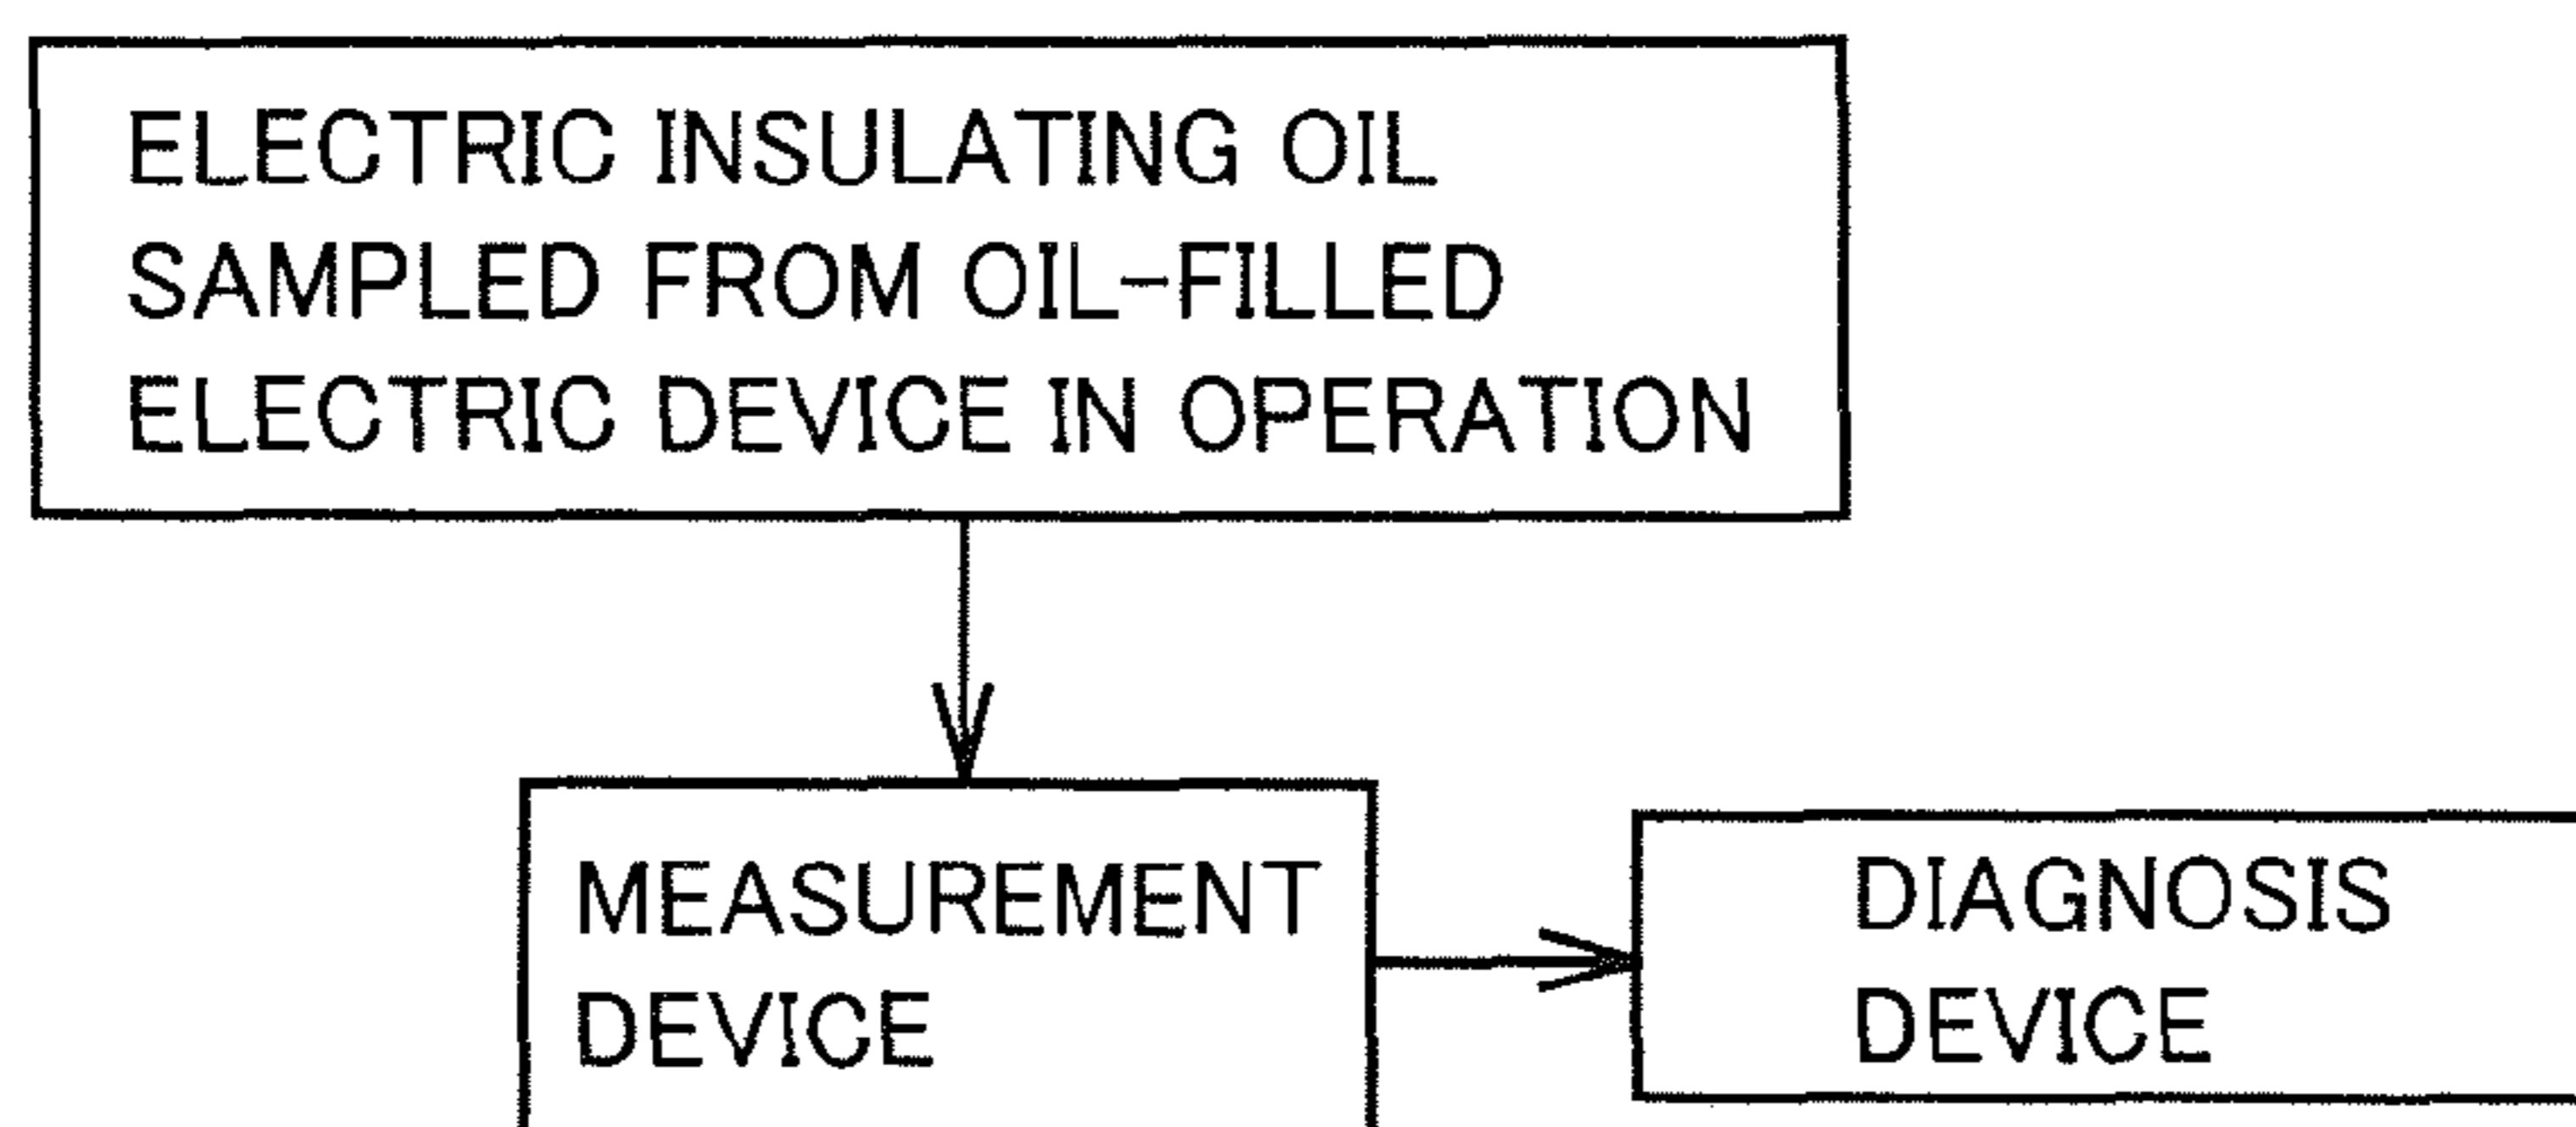 ELECTRIC INSULATING OIL
SAMPLED FROM OIL-FILLED
ELECTRIC DEVICE IN OPERATION
MEASUREMENT
DEVICE
DIAGNOSIS
DEVICE